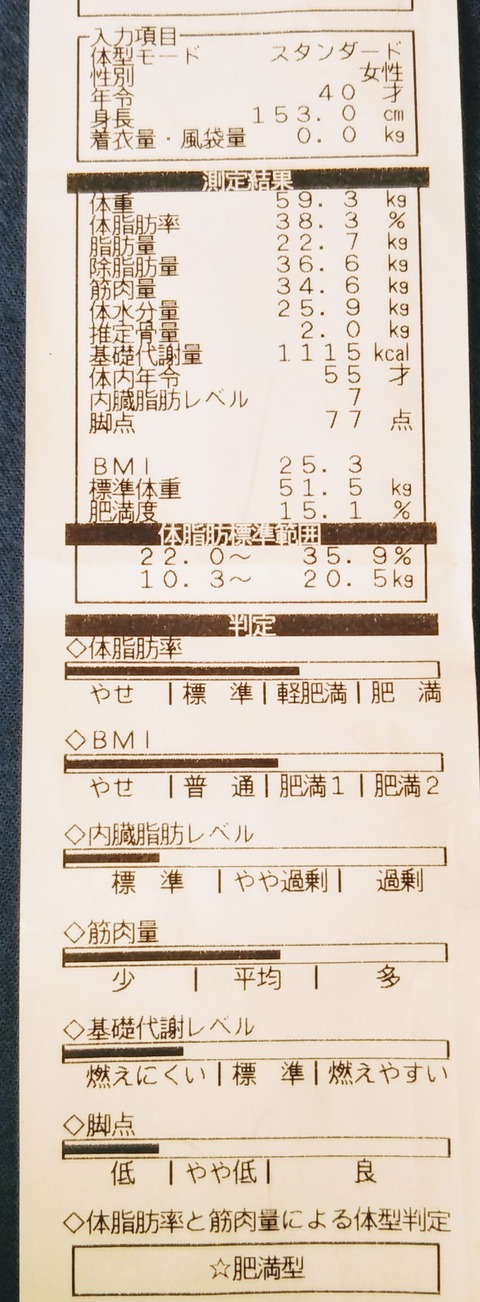 入力項目
体型モード スタンダード
性別 女性
年令 40 才
身長 153.0 cm
着衣量・風袋量 0.0 kg
測定結果
体重 59.3 kg
体脂肪率 38.3 %
脂肪量 22.7 kg
除脂肪量 36.6 kg
筋肉量 34.6 kg
体水分量 25.9 kg
推定骨量 2.0 kg
基礎代謝量 1115 kcal
体内年令 55 才
内臓脂肪レベル 7
脚点 77 点
BMI 25.3
標準体重 51.5 kg
肥満度 15.1 %
体脂肪標準範囲
22.0～ 35.9%
10.3～ 20.5kg
判定
◇体脂肪率
やせ |標 準|軽肥満|肥 満
◇BMI
やせ |普 通|肥満1|肥満2
◇内臓脂肪レベル
標 準 |やや過剰| 過剰
◇筋肉量
少 | 平均 | 多
◇基礎代謝レベル
燃えにくい|標 準|燃えやすい
◇脚点
低 |やや低| 良
◇体脂肪率と筋肉量による体型判定
☆肥満型